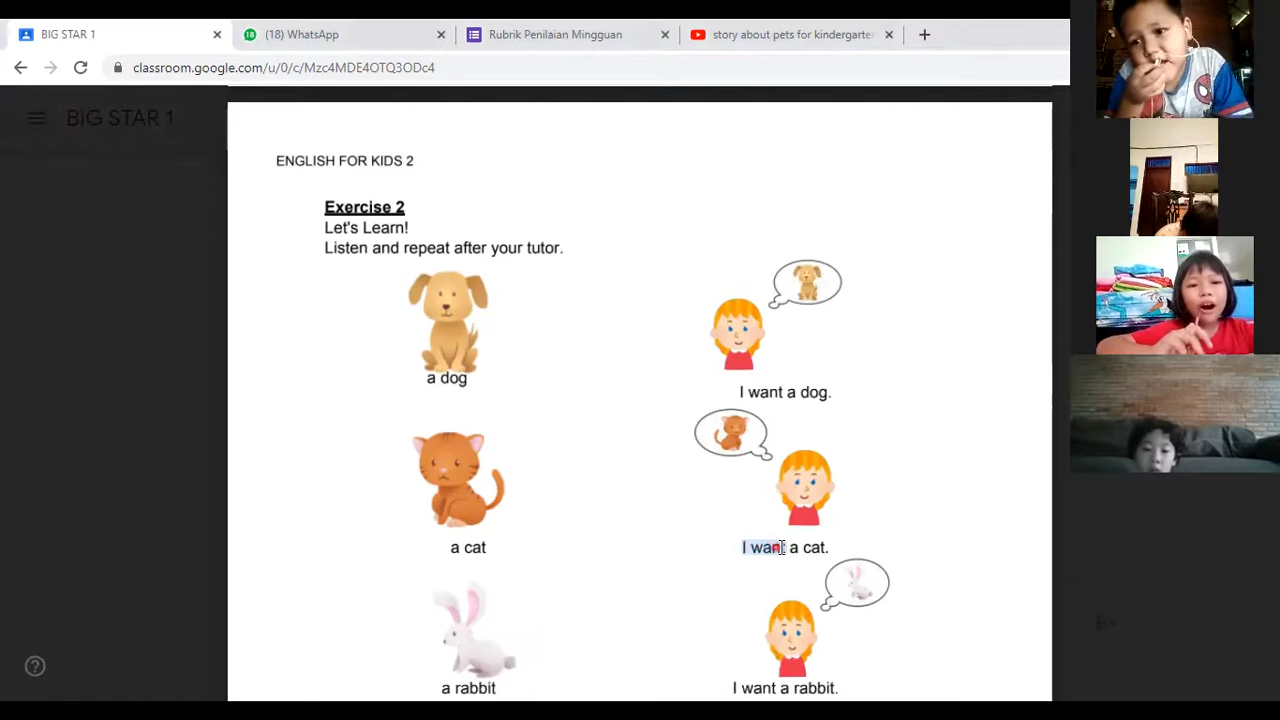 BIG STAR 1
(18) WhatsApp
Rubrik Penilaian Mingguan
story about pets for kindergarte
classroom.google.com/u/0/c/Mzc4MDE4OTQ3ODc4
BIG STAR 1
ENGLISH FOR KIDS 2
Exercise 2
Let's Learn!
Listen and repeat after your tutor.
a dog
I want a dog.
a cat
I want a cat.
a rabbit
I want a rabbit.